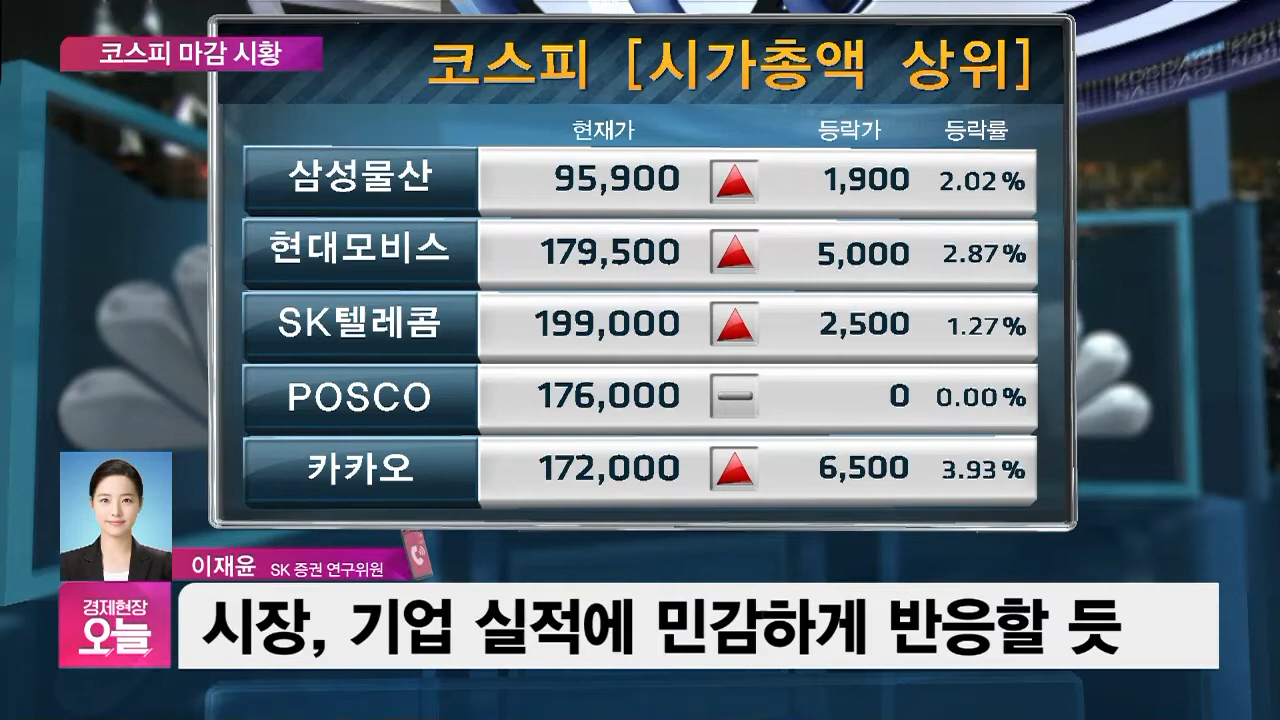 코스피 마감 시황
코스피 [시가총액 상위]
현재가 등락가 등락률
삼성물산 95,900 ▲ 1,900 2.02%
현대모비스 179,500 ▲ 5,000 2.87%
SK텔레콤 199,000 ▲ 2,500 1.27%
POSCO 176,000 - 0 0.00%
카카오 172,000 ▲ 6,500 3.93%
이재윤 SK 증권 연구위원
경제현장
오늘
시장, 기업 실적에 민감하게 반응할 듯